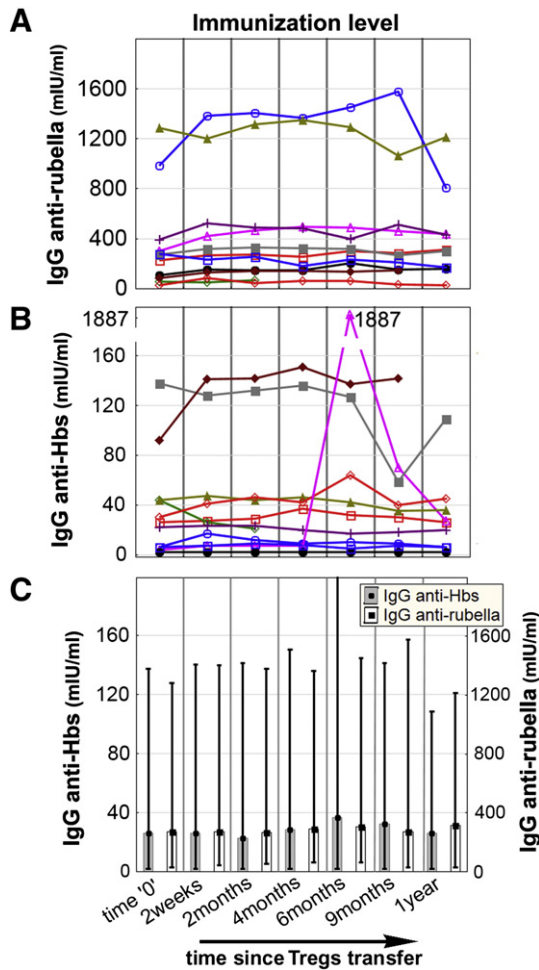 A
Immunization level
IgG anti-rubella (mIU/ml)
1600
1200
800
400
0
B
IgG anti-Hbs (mIU/ml)
1887
1887
160
120
80
40
0
C
IgG anti-Hbs
IgG anti-rubella
IgG anti-Hbs (mIU/ml)
160
120
80
40
0
1600
1200
800
400
0
IgG anti-rubella (mIU/ml)
time '0'
2weeks
2months
4months
6months
9months
1year
time since Tregs transfer